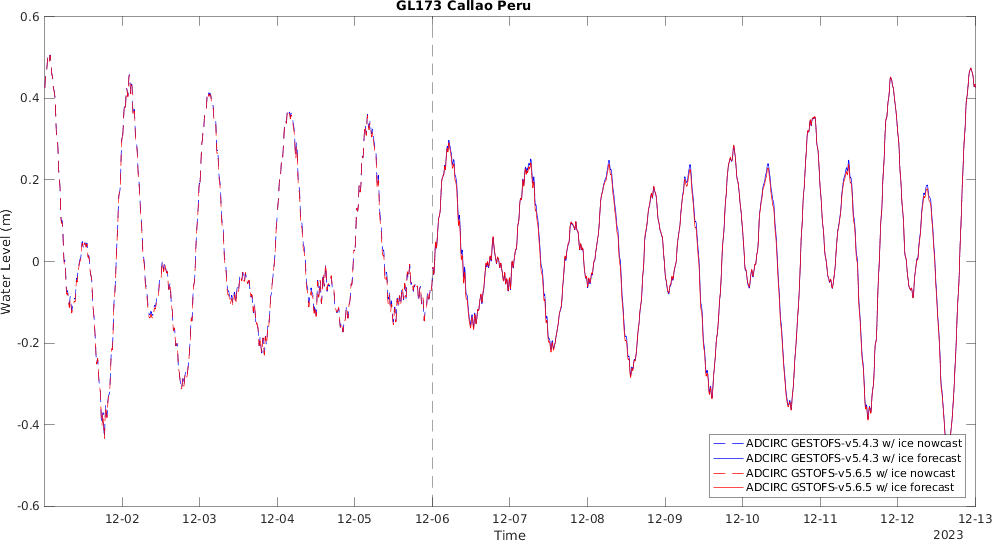 GL173 Callao Peru
0.6
0.4
0.2
0
-0.2
-0.4
-0.6
Water Level (m)
ADCIRC GESTOFS-v5.4.3 w/ ice nowcast
ADCIRC GESTOFS-v5.4.3 w/ ice forecast
ADCIRC GSTOFS-v5.6.5 w/ ice nowcast
ADCIRC GSTOFS-v5.6.5 w/ ice forecast
12-02 12-03 12-04 12-05 12-06 12-07 12-08 12-09 12-10 12-11 12-12 12-13
Time
2023